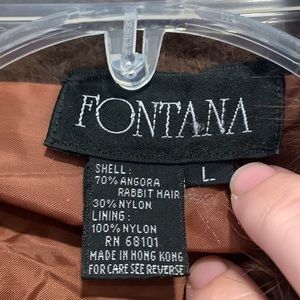 FONTANA
L
SHELL:
70% ANGORA
RABBIT HAIR
30% NYLON
LINING:
100% NYLON
RN 68101
MADE IN HONG KONG
FOR CARE SEE REVERSE